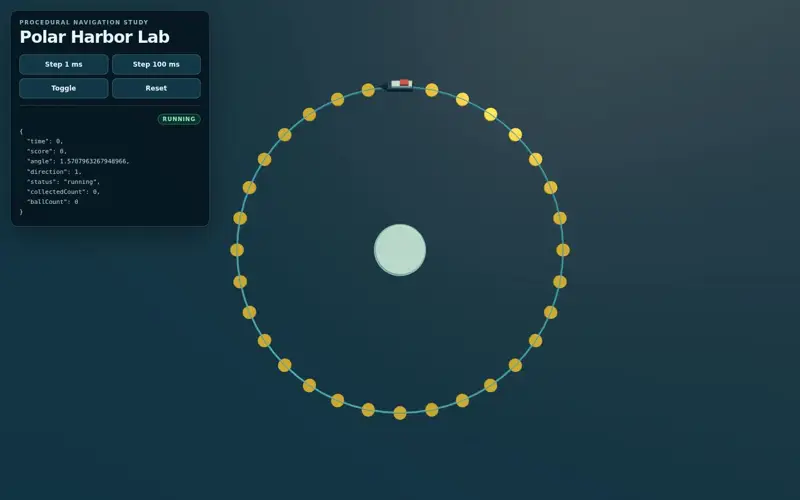 PROCEDURAL NAVIGATION STUDY
Polar Harbor Lab
Step 1 ms Step 100 ms
Toggle Reset
RUNNING
{
"time": 0,
"score": 0,
"angle": 1.5707963267948966,
"direction": 1,
"status": "running",
"collectedCount": 0,
"ballCount": 0
}